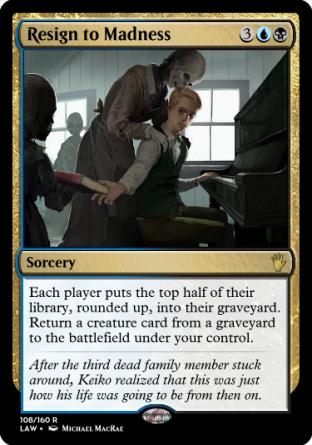 Resign to Madness 3
Sorcery
Each player puts the top half of their
library, rounded up, into their graveyard.
Return a creature card from a graveyard
to the battlefield under your control.
After the third dead family member stuck
around, Keiko realized that this was just
how his life was going to be from then on.
108/160 R
LAW • Michael MacRae